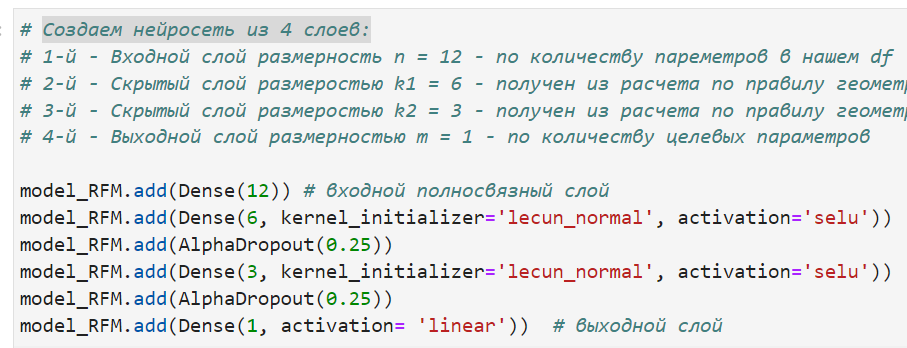 # Создаем нейросеть из 4 слоев:
# 1-й - Входной слой размерность n = 12 - по количеству пареметров в нашем df
# 2-й - Скрытый слой размеростью k1 = 6 - получен из расчета по правилу геомет
# 3-й - Скрытый слой размеростью k2 = 3 - получен из расчета по правилу геомет
# 4-й - Выходной слой размерностью m = 1 - по количеству целевых параметров
model_RFM.add(Dense(12)) # входной полносвязный слой
model_RFM.add(Dense(6, kernel_initializer='lecun_normal', activation='selu'))
model_RFM.add(AlphaDropout(0.25))
model_RFM.add(Dense(3, kernel_initializer='lecun_normal', activation='selu'))
model_RFM.add(AlphaDropout(0.25))
model_RFM.add(Dense(1, activation= 'linear'))  # выходной слой